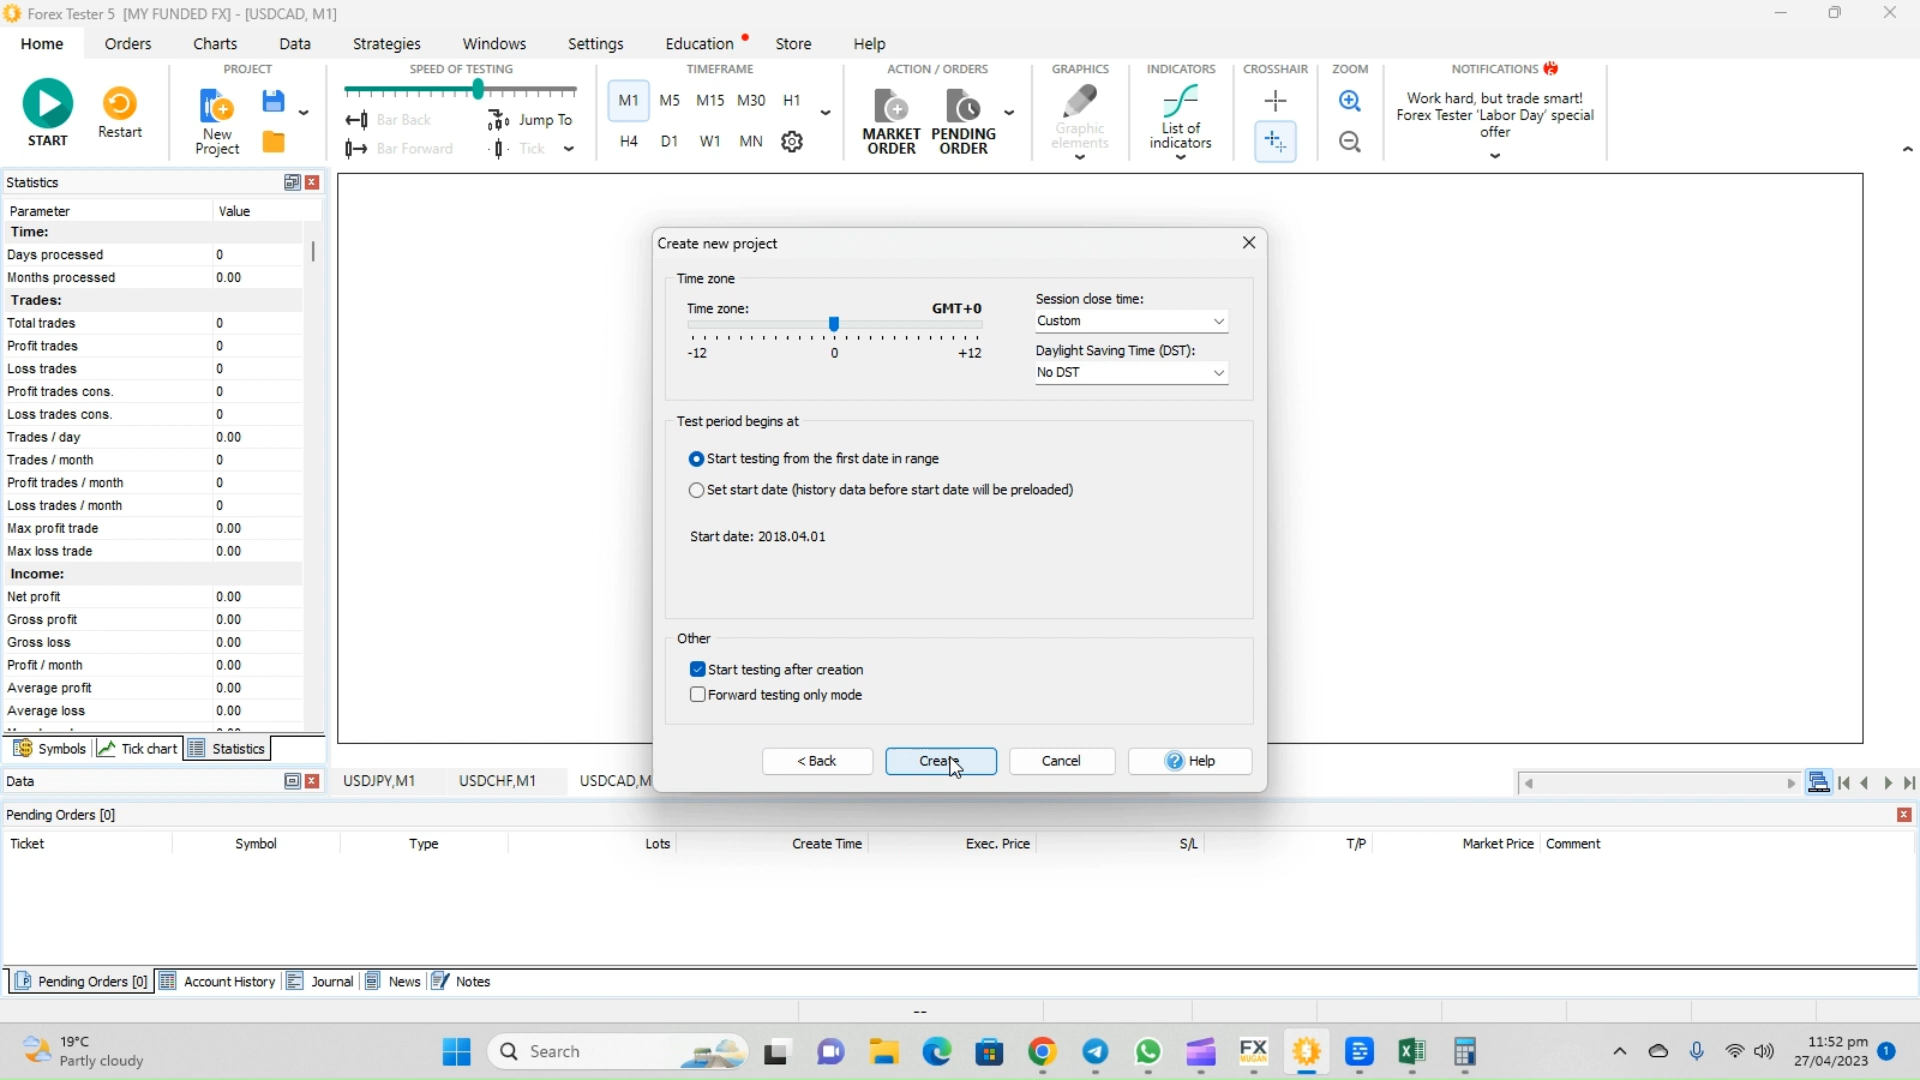 Forex Tester 5 [MY FUNDED FX] - [USDCAD, M1]
Home Orders Charts Data Strategies Windows Settings Education Store Help
PROJECT SPEED OF TESTING TIMEFRAME ACTION / ORDERS GRAPHICS INDICATORS CROSSHAIR ZOOM NOTIFICATIONS
START
Restart
New
Project
Bar Back Jump To
Bar Forward Tick
M1 M5 M15 M30 H1
H4 D1 W1 MN
MARKET
ORDER
PENDING
ORDER
Graphic
elements
List of
indicators
Work hard, but trade smart!
Forex Tester 'Labor Day' special
offer
Statistics
Parameter Value
Time:
Days processed 0
Months processed 0.00
Trades:
Total trades 0
Profit trades 0
Loss trades 0
Profit trades cons. 0
Loss trades cons. 0
Trades / day 0.00
Trades / month 0
Profit trades / month 0
Loss trades / month 0
Max profit trade 0.00
Max loss trade 0.00
Income:
Net profit 0.00
Gross profit 0.00
Gross loss 0.00
Profit / month 0.00
Average profit 0.00
Average loss 0.00
Symbols Tick chart Statistics
Create new project
Time zone
Time zone: GMT+0
-12 0 +12
Session close time:
Custom
Daylight Saving Time (DST):
No DST
Test period begins at
Start testing from the first date in range
Set start date (history data before start date will be preloaded)
Start date: 2018.04.01
Other
Start testing after creation
Forward testing only mode
< Back Create Cancel Help
Data
USDJPY,M1 USDCHF,M1 USDCAD,M
Pending Orders [0]
Ticket Symbol Type Lots Create Time Exec. Price S/L T/P Market Price Comment
Pending Orders [0] Account History Journal News Notes
--
19°C
Partly cloudy
Search
FX
MUGAN
11:52 pm
27/04/2023
1